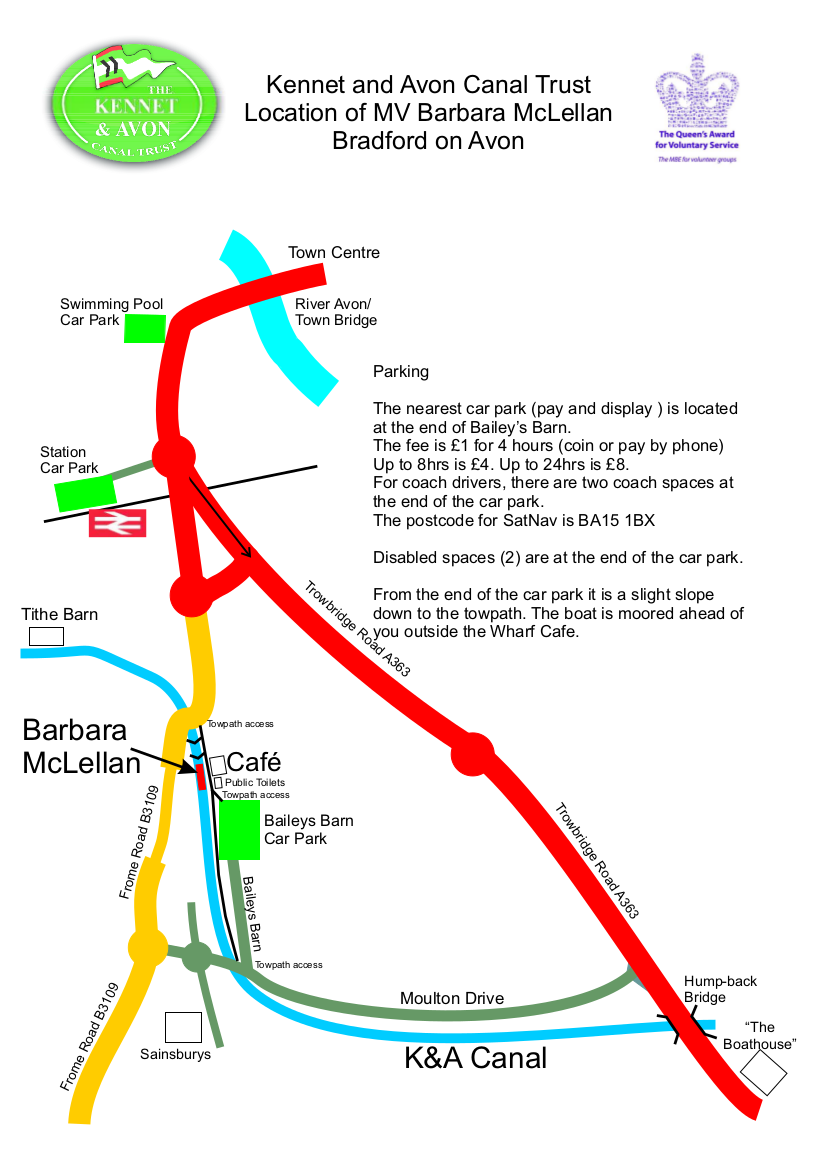 THE
KENNET
& AVON
CANAL TRUST
Kennet and Avon Canal Trust
Location of MV Barbara McLellan
Bradford on Avon
The Queen's Award
for Voluntary Service
The MBE for volunteer groups
Town Centre
Swimming Pool
Car Park
River Avon/
Town Bridge
Parking
The nearest car park (pay and display ) is located
at the end of Bailey's Barn.
The fee is £1 for 4 hours (coin or pay by phone)
Up to 8hrs is £4. Up to 24hrs is £8.
For coach drivers, there are two coach spaces at
the end of the car park.
The postcode for SatNav is BA15 1BX
Disabled spaces (2) are at the end of the car park.
From the end of the car park it is a slight slope
down to the towpath. The boat is moored ahead of
you outside the Wharf Cafe.
Station
Car Park
Tithe Barn
Trowbridge Road A363
Towpath access
Barbara
McLellan
Café
Public Toilets
Towpath access
Baileys Barn
Car Park
Frome Road B3109
Trowbridge Road A363
Baileys Barn
Towpath access
Moulton Drive
Hump-back
Bridge
"The
Boathouse"
Frome Road B3109
Sainsburys
K&A Canal